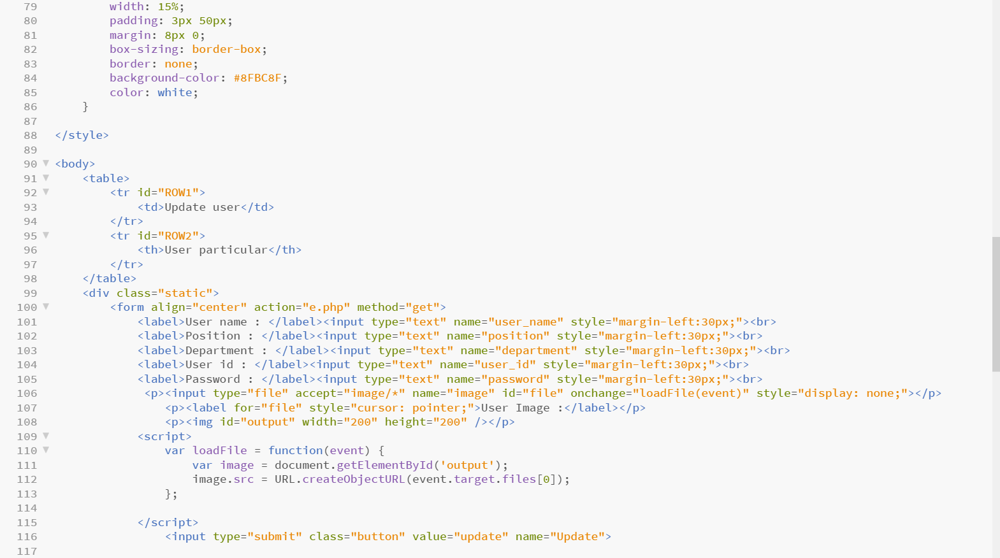 79 width: 15%;
80 padding: 3px 50px;
81 margin: 8px 0;
82 box-sizing: border-box;
83 border: none;
84 background-color: #8FBC8F;
85 color: white;
86 }
87
88 </style>
89
90 <body>
91 <table>
92 <tr id="ROW1">
93 <td>Update user</td>
94 </tr>
95 <tr id="ROW2">
96 <th>User particular</th>
97 </tr>
98 </table>
99 <div class="static">
100 <form align="center" action="e.php" method="get">
101 <label>User name : </label><input type="text" name="user_name" style="margin-left:30px;"><br>
102 <label>Position : </label><input type="text" name="position" style="margin-left:30px;"><br>
103 <label>Department : </label><input type="text" name="department" style="margin-left:30px;"><br>
104 <label>User id : </label><input type="text" name="user_id" style="margin-left:30px;"><br>
105 <label>Password : </label><input type="text" name="password" style="margin-left:30px;"><br>
106 <p><input type="file" accept="image/*" name="image" id="file" onchange="loadFile(event)" style="display: none;"></p>
107 <p><label for="file" style="cursor: pointer;">User Image :</label></p>
108 <p><img id="output" width="200" height="200" /></p>
109 <script>
110 var loadFile = function(event) {
111 var image = document.getElementById('output');
112 image.src = URL.createObjectURL(event.target.files[0]);
113 };
114
115 </script>
116 <input type="submit" class="button" value="update" name="Update">
117